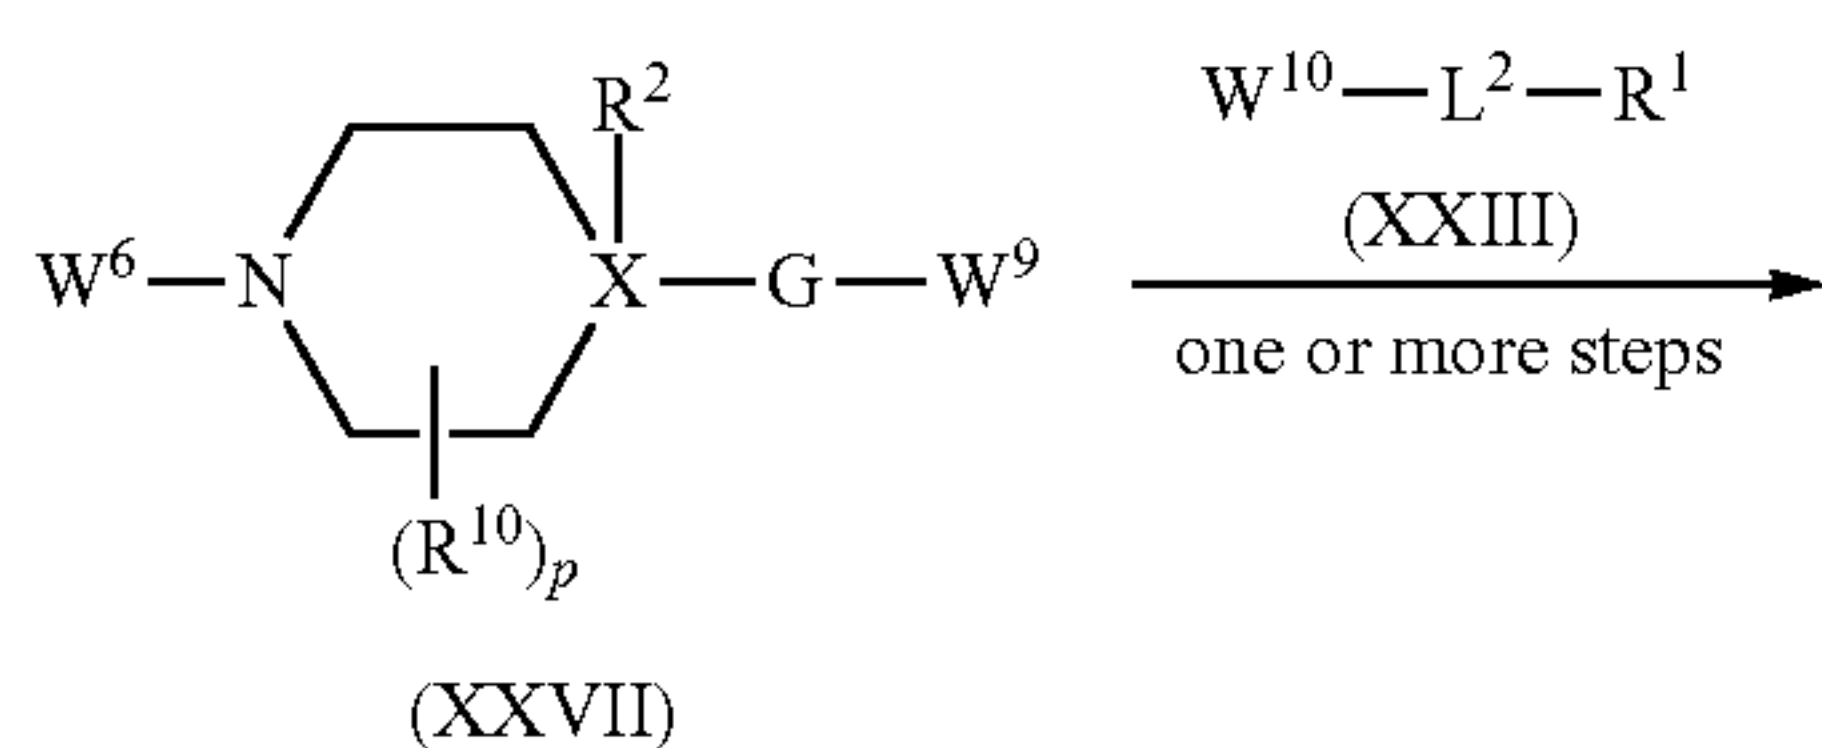 R²
W¹⁰—L²—R¹
(XXIII)
W⁶—N X—G—W⁹
one or more steps
(R¹⁰)ₚ
(XXVII)